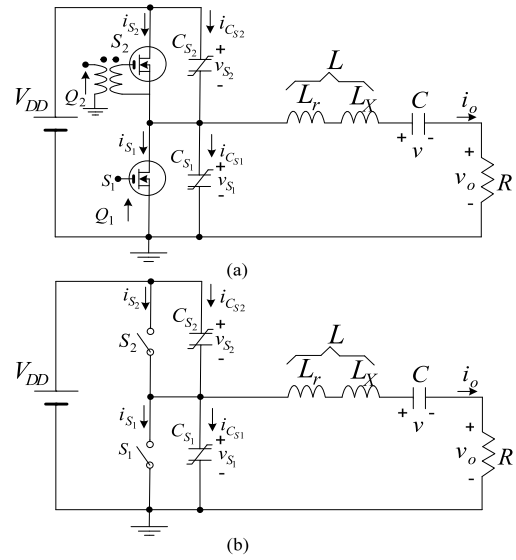 i_{S_2} i_{C_{S2}}
S_2 C_{S_2} + v_{S_2} -
Q_2
V_{DD}
L
L_r L_X C i_o
+ v -
i_{S_1} i_{C_{S1}}
S_1 C_{S_1} + v_{S_1} -
Q_1
+ v_o - R
(a)
i_{S_2} i_{C_{S2}}
S_2 C_{S_2} + v_{S_2} -
V_{DD}
L
L_r L_X C i_o
+ v -
i_{S_1} i_{C_{S1}}
S_1 C_{S_1} + v_{S_1} -
+ v_o - R
(b)